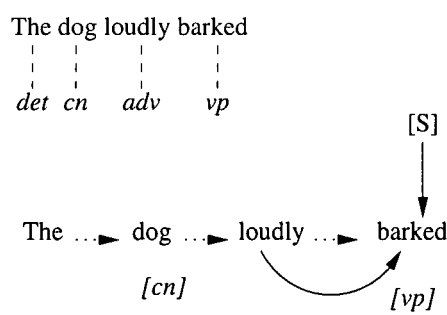 The dog loudly barked
det cn adv vp
[S]
The dog loudly barked
[cn] [vp]